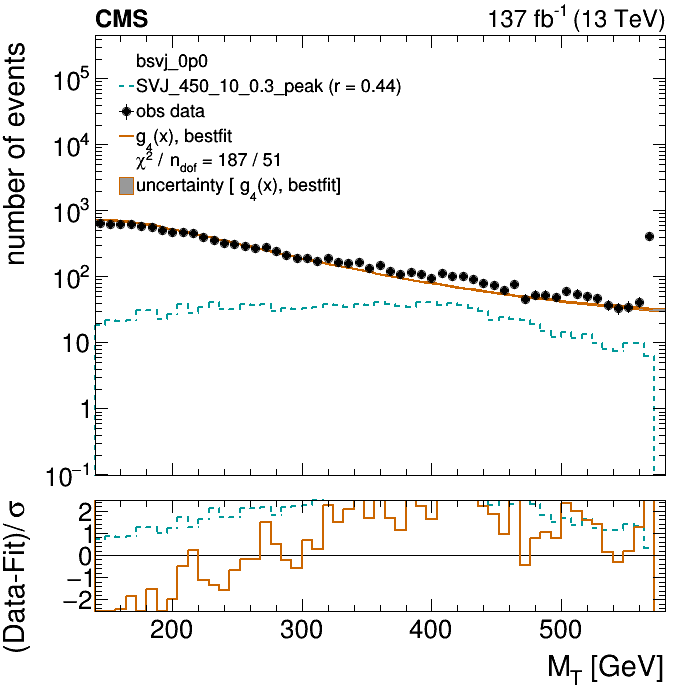 CMS 137 fb⁻¹ (13 TeV)
number of events
10⁵
10⁴
10³
10²
10
1
10⁻¹
bsvj_0p0
SVJ_450_10_0.3_peak (r = 0.44)
obs data
g₄(x), bestfit
χ² / n_dof = 187 / 51
uncertainty [ g₄(x), bestfit]
(Data-Fit)/ σ
2
1
0
−1
−2
200 300 400 500
M_T [GeV]